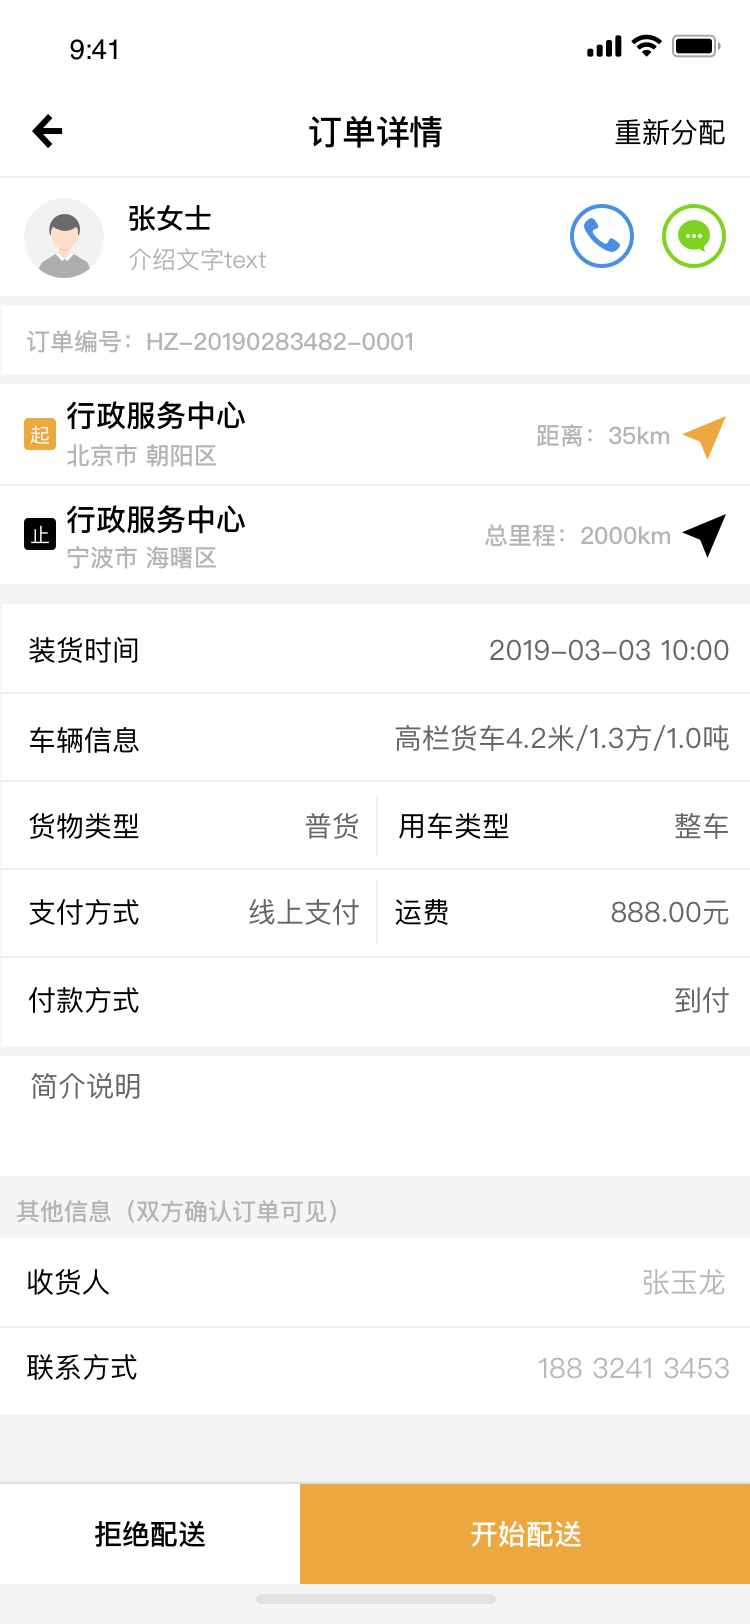 9:41
订单详情
重新分配
张女士
介绍文字text
订单编号：HZ-20190283482-0001
起
行政服务中心
北京市 朝阳区
距离：35km
止
行政服务中心
宁波市 海曙区
总里程：2000km
装货时间
2019-03-03 10:00
车辆信息
高栏货车4.2米/1.3方/1.0吨
货物类型
普货
用车类型
整车
支付方式
线上支付
运费
888.00元
付款方式
到付
简介说明
其他信息（双方确认订单可见）
收货人
张玉龙
联系方式
188 3241 3453
拒绝配送
开始配送